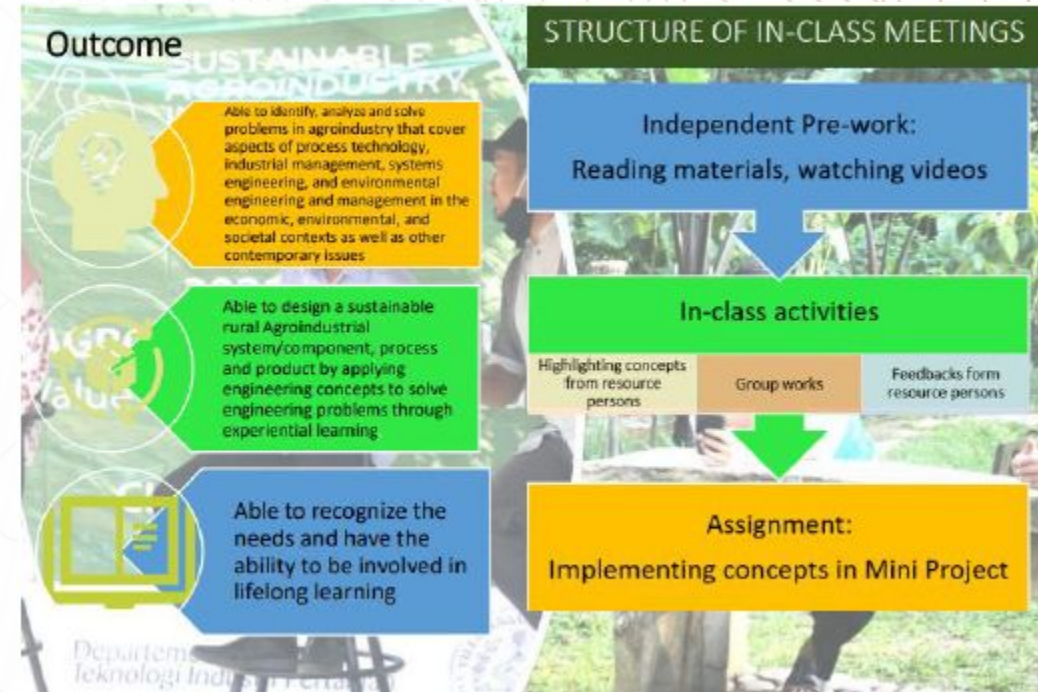 Outcome
SUSTAINABLE
AGROINDUSTRY
Able to identify, analyze and solve
problems in agroindustry that cover
aspects of process technology,
industrial management, systems
engineering, and environmental
engineering and management in the
economic, environmental, and
societal contexts as well as other
contemporary issues
Able to design a sustainable
rural Agroindustrial
system/component, process
and product by applying
engineering concepts to solve
engineering problems through
experiential learning
Able to recognize the
needs and have the
ability to be involved in
lifelong learning
Teknologi
STRUCTURE OF IN-CLASS MEETINGS
Independent Pre-work:
Reading materials, watching videos
In-class activities
Highlighting concepts
from resource
persons
Group works
Feedbacks form
resource persons
Assignment:
Implementing concepts in Mini Project